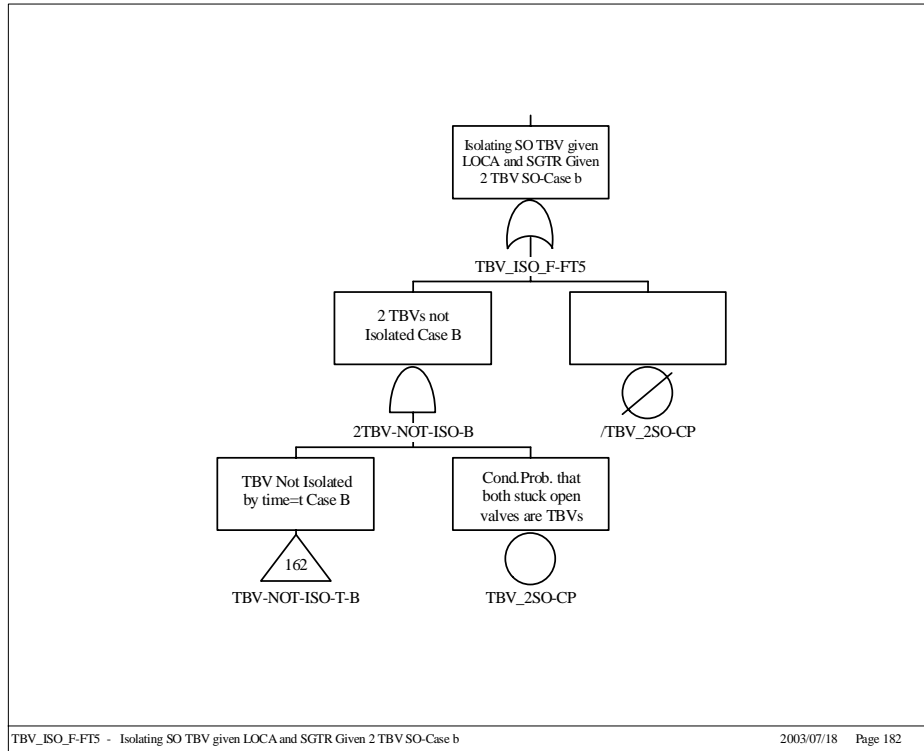 Isolating SO TBV given
LOCA and SGTR Given
2 TBV SO-Case b
TBV_ISO_F-FT5
2 TBVs not
Isolated Case B
2TBV-NOT-ISO-B
/TBV_2SO-CP
TBV Not Isolated
by time=t Case B
162
TBV-NOT-ISO-T-B
Cond.Prob. that
both stuck open
valves are TBVs
TBV_2SO-CP
TBV_ISO_F-FT5 - Isolating SO TBV given LOCA and SGTR Given 2 TBV SO-Case b
2003/07/18 Page 182